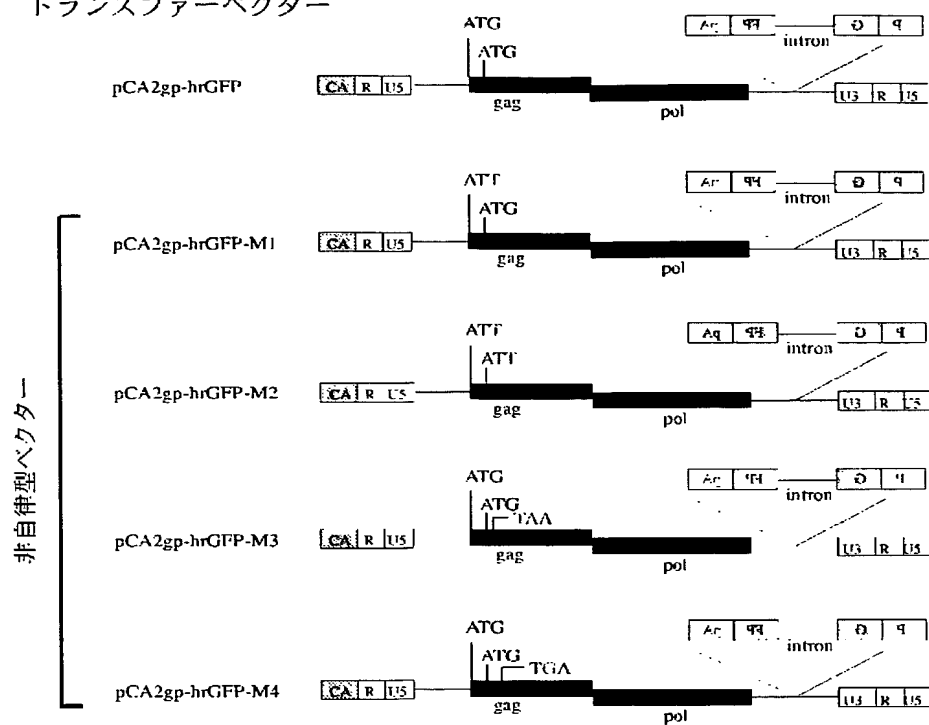 トランスファーベクター
ATG
ATG
intron
pCA2gp-hrGFP
CA R U5
gag
pol
U3 R U5
ATT
ATG
intron
pCA2gp-hrGFP-M1
CA R U5
gag
pol
U3 R U5
ATT
ATT
intron
pCA2gp-hrGFP-M2
CA R U5
gag
pol
U3 R U5
ATG
ATG
TAA
intron
pCA2gp-hrGFP-M3
CA R U5
gag
pol
U3 R U5
ATG
ATG
TGA
intron
pCA2gp-hrGFP-M4
CA R U5
gag
pol
U3 R U5
非自律型ベクター